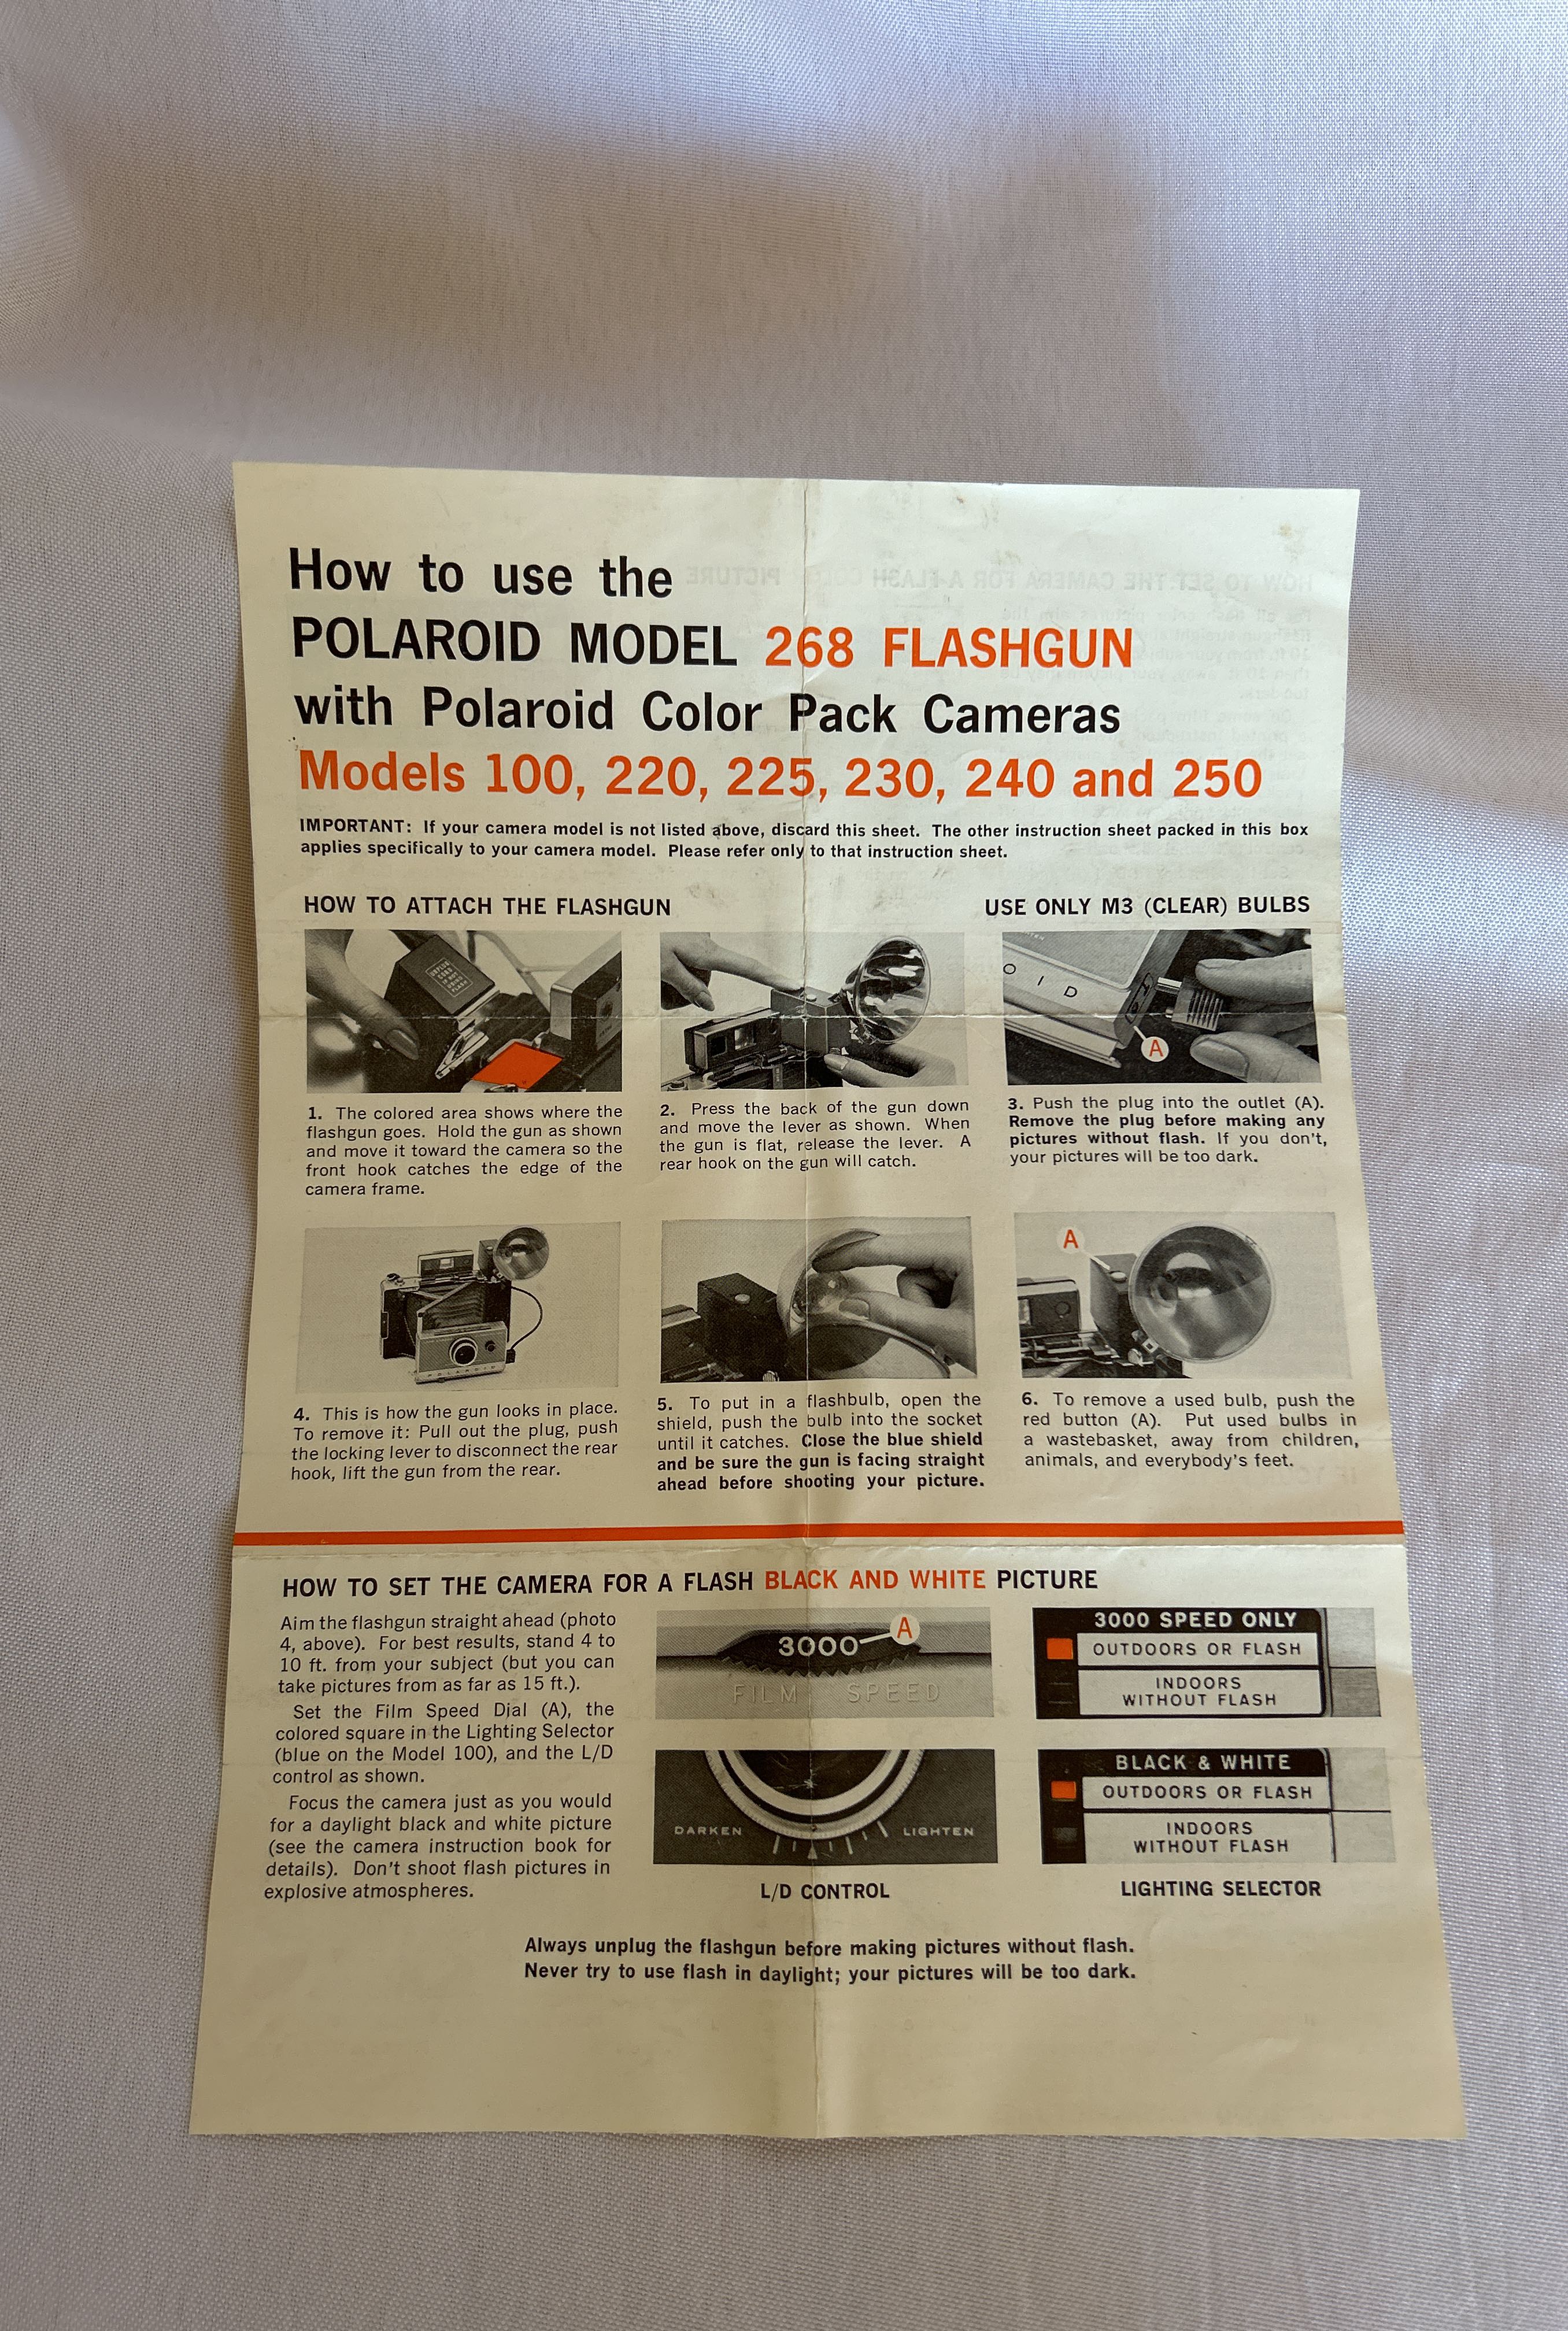 How to use the
POLAROID MODEL 268 FLASHGUN
with Polaroid Color Pack Cameras
Models 100, 220, 225, 230, 240 and 250
IMPORTANT: If your camera model is not listed above, discard this sheet. The other instruction sheet packed in this box
applies specifically to your camera model. Please refer only to that instruction sheet.
HOW TO ATTACH THE FLASHGUN
USE ONLY M3 (CLEAR) BULBS
1. The colored area shows where the
flashgun goes. Hold the gun as shown
and move it toward the camera so the
front hook catches the edge of the
camera frame.
2. Press the back of the gun down
and move the lever as shown. When
the gun is flat, release the lever. A
rear hook on the gun will catch.
O I D
A
3. Push the plug into the outlet (A).
Remove the plug before making any
pictures without flash. If you don't,
your pictures will be too dark.
POLAROID
4. This is how the gun looks in place.
To remove it: Pull out the plug, push
the locking lever to disconnect the rear
hook, lift the gun from the rear.
5. To put in a flashbulb, open the
shield, push the bulb into the socket
until it catches. Close the blue shield
and be sure the gun is facing straight
ahead before shooting your picture.
A
6. To remove a used bulb, push the
red button (A). Put used bulbs in
a wastebasket, away from children,
animals, and everybody's feet.
HOW TO SET THE CAMERA FOR A FLASH BLACK AND WHITE PICTURE
Aim the flashgun straight ahead (photo
4, above). For best results, stand 4 to
10 ft. from your subject (but you can
take pictures from as far as 15 ft.).
Set the Film Speed Dial (A), the
colored square in the Lighting Selector
(blue on the Model 100), and the L/D
control as shown.
Focus the camera just as you would
for a daylight black and white picture
(see the camera instruction book for
details). Don't shoot flash pictures in
explosive atmospheres.
3000 A
FILM SPEED
DARKEN LIGHTEN
L/D CONTROL
3000 SPEED ONLY
OUTDOORS OR FLASH
INDOORS
WITHOUT FLASH
BLACK & WHITE
OUTDOORS OR FLASH
INDOORS
WITHOUT FLASH
LIGHTING SELECTOR
Always unplug the flashgun before making pictures without flash.
Never try to use flash in daylight; your pictures will be too dark.